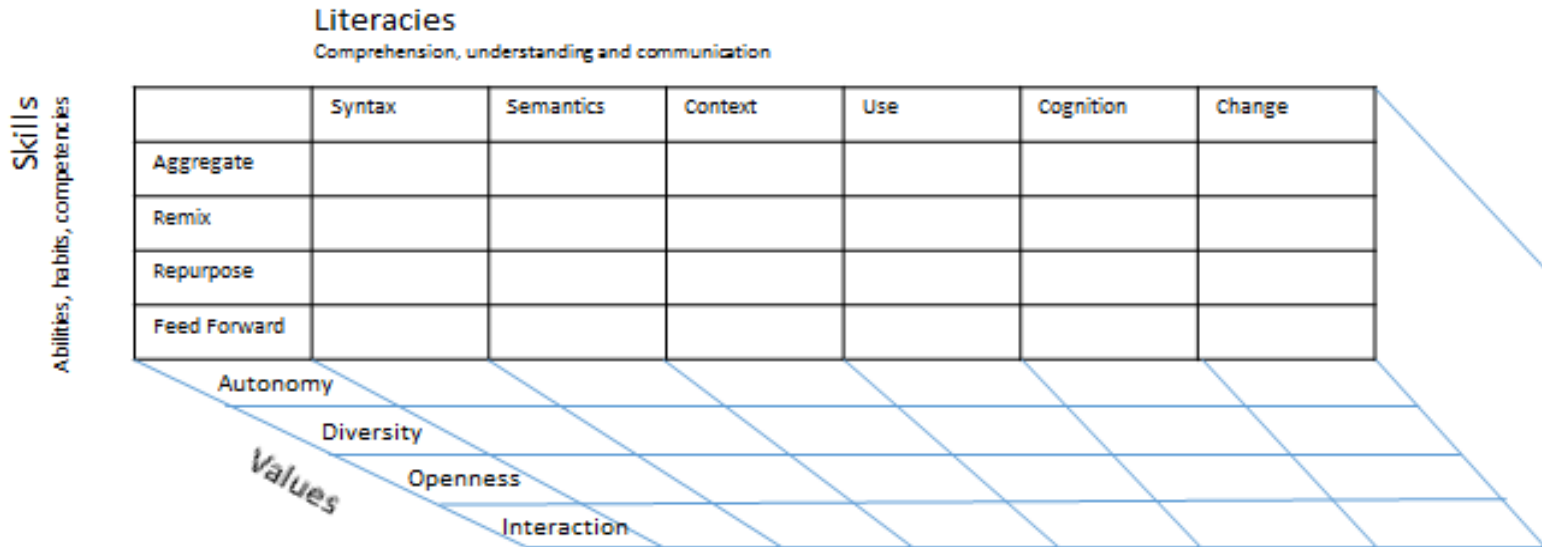 Literacies
Comprehension, understanding and communication
Skills
Abilities, habits, competencies
Syntax Semantics Context Use Cognition Change
Aggregate
Remix
Repurpose
Feed Forward
Autonomy
Diversity
Openness
Interaction
Values